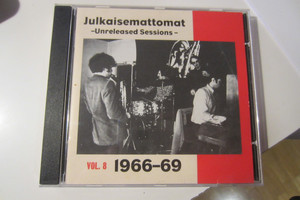 Julkaisemattomat
-Unreleased Sessions-
VOL. 8 1966-69